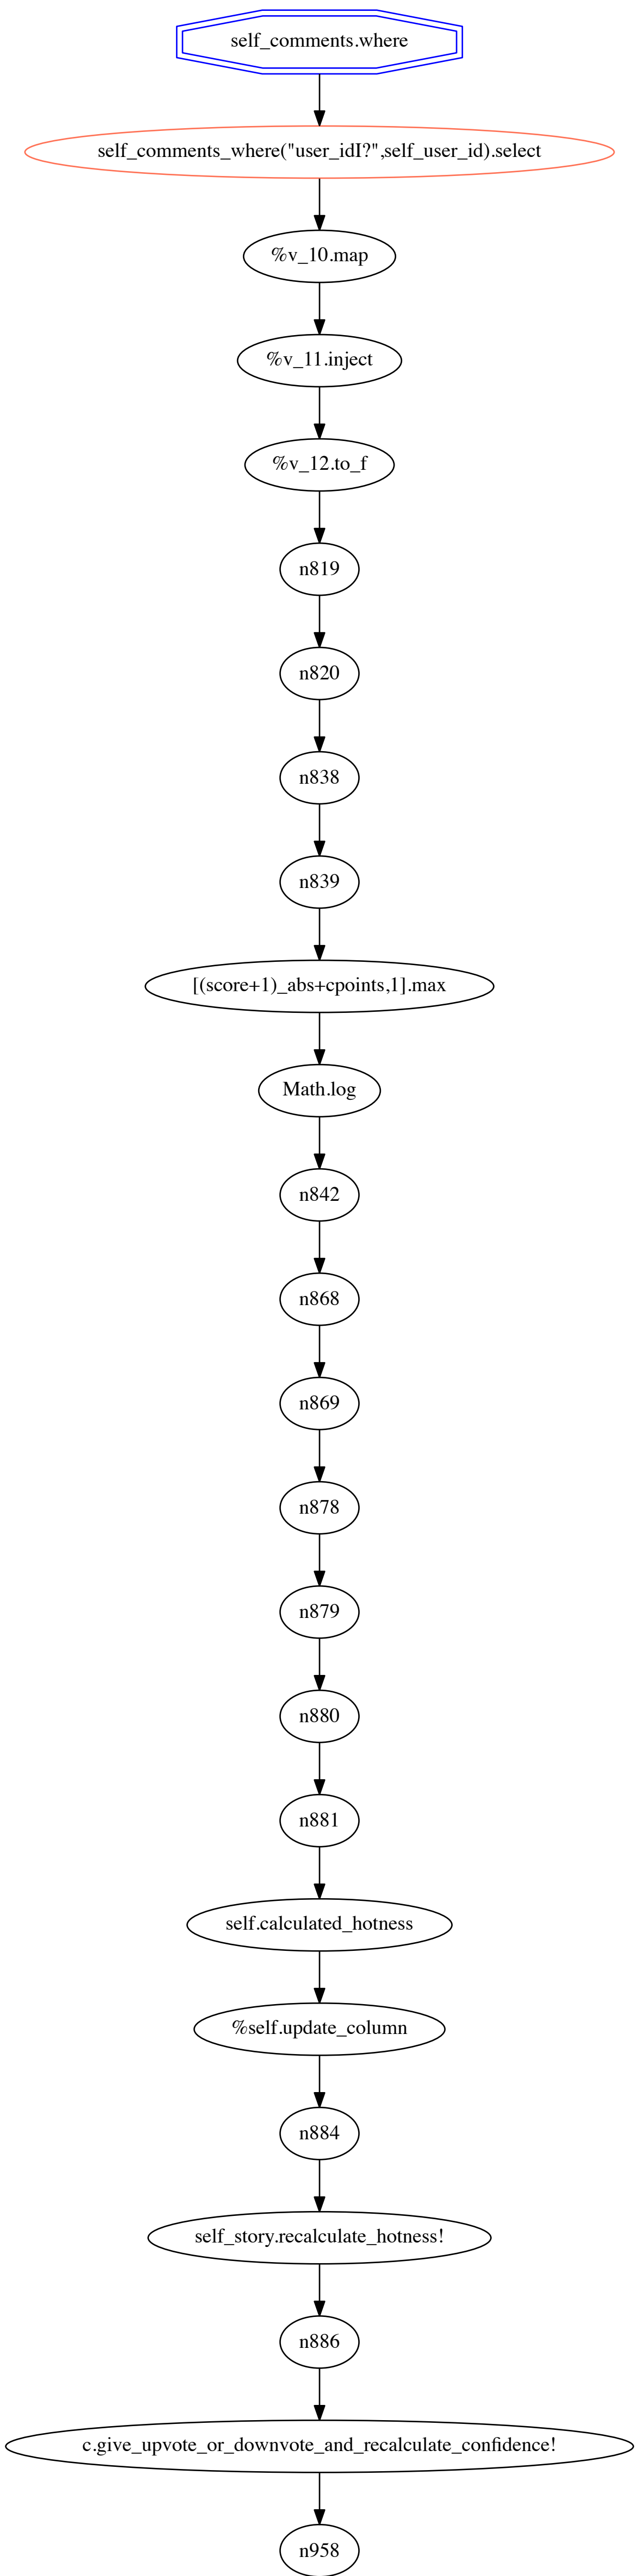 self_comments.where
self_comments_where("user_idI?",self_user_id).select
%v_10.map
%v_11.inject
%v_12.to_f
n819
n820
n838
n839
[(score+1)_abs+cpoints,1].max
Math.log
n842
n868
n869
n878
n879
n880
n881
self.calculated_hotness
%self.update_column
n884
self_story.recalculate_hotness!
n886
c.give_upvote_or_downvote_and_recalculate_confidence!
n958